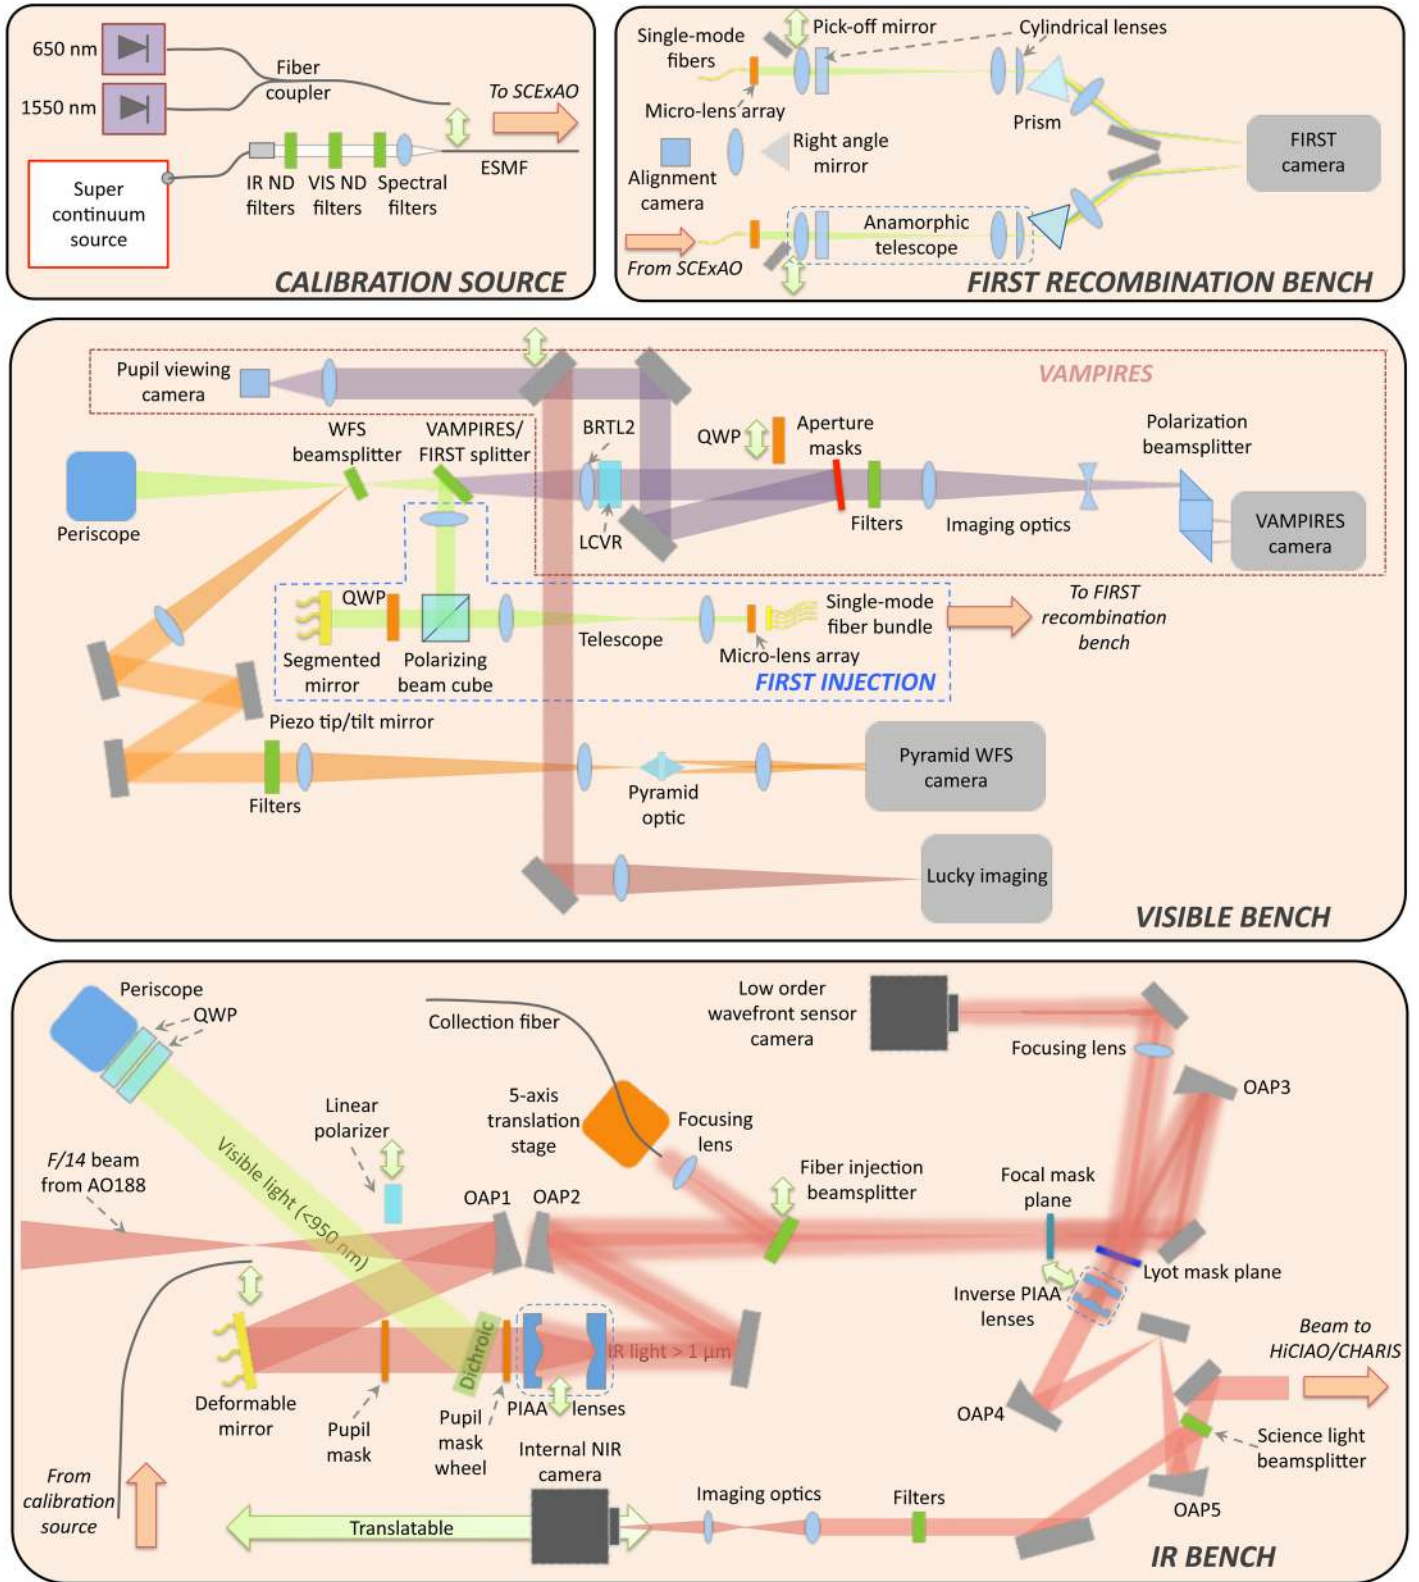 650 nm
1550 nm
Fiber
coupler
To SCExAO
ESMF
IR ND
filters
VIS ND
filters
Spectral
filters
Super
continuum
source
CALIBRATION SOURCE
Single-mode
fibers
Pick-off mirror
Cylindrical lenses
Micro-lens array
Prism
Right angle
mirror
Alignment
camera
FIRST
camera
Anamorphic
telescope
From SCExAO
FIRST RECOMBINATION BENCH
Pupil viewing
camera
VAMPIRES
WFS
beamsplitter
VAMPIRES/
FIRST splitter
BRTL2
QWP
Aperture
masks
Polarization
beamsplitter
Periscope
LCVR
Filters
Imaging optics
VAMPIRES
camera
QWP
Segmented
mirror
Polarizing
beam cube
Telescope
Single-mode
fiber bundle
Micro-lens array
FIRST INJECTION
To FIRST
recombination
bench
Piezo tip/tilt mirror
Filters
Pyramid
optic
Pyramid WFS
camera
Lucky imaging
VISIBLE BENCH
Periscope
QWP
Collection fiber
Low order
wavefront sensor
camera
Focusing lens
OAP3
Linear
polarizer
5-axis
translation
stage
Focusing
lens
Visible light (<950 nm)
F/14 beam
from AO188
OAP1
OAP2
Fiber injection
beamsplitter
Focal mask
plane
Lyot mask plane
Inverse PIAA
lenses
Dichroic
IR light > 1 μm
Beam to
HiCIAO/CHARIS
Deformable
mirror
Pupil
mask
Pupil
mask
wheel
PIAA lenses
OAP4
Science light
beamsplitter
Internal NIR
camera
From
calibration
source
Translatable
Imaging optics
Filters
OAP5
IR BENCH